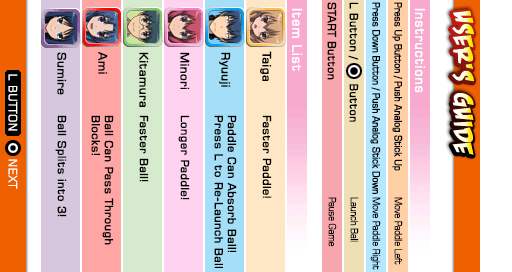 USER'S GUIDE
Instructions
Press Up Button / Push Analog Stick Up Move Paddle Left
Press Down Button / Push Analog Stick Down Move Paddle Right
L Button / Button Launch Ball
START Button Pause Game
Item List
Taiga Faster Paddle!
Ryuuji Paddle Can Absorb Ball!
Press L to Re-Launch Ball
Minori Longer Paddle!
Kitamura Faster Ball!
Ami Ball Can Pass Through
Blocks!
Sumire Ball Splits into 3!
L BUTTON NEXT